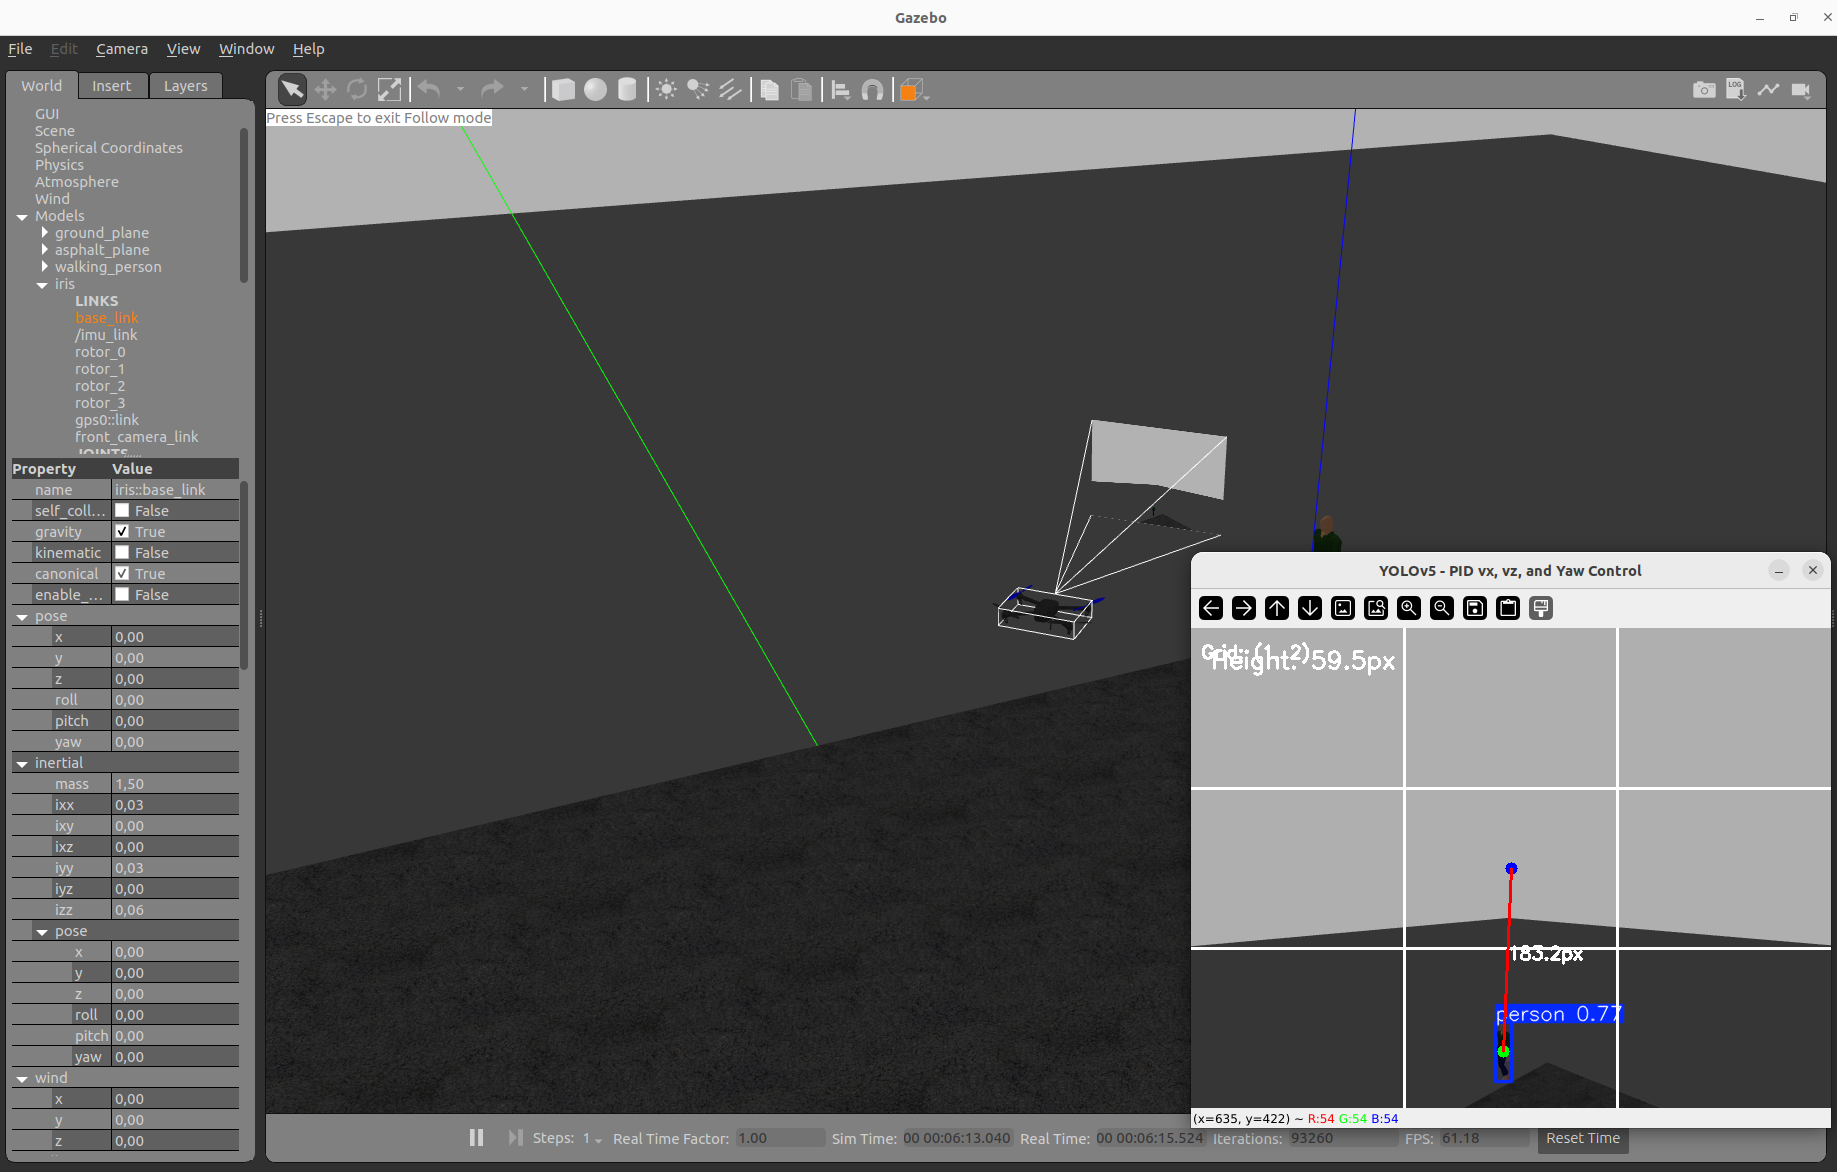 Gazebo
File Edit Camera View Window Help
World Insert Layers
Press Escape to exit Follow mode
GUI
Scene
Spherical Coordinates
Physics
Atmosphere
Wind
Models
ground_plane
asphalt_plane
walking_person
iris
LINKS
base_link
/imu_link
rotor_0
rotor_1
rotor_2
rotor_3
gps0::link
front_camera_link
JOINTS
Property Value
name iris::base_link
self_coll... False
gravity True
kinematic False
canonical True
enable_... False
pose
x 0,00
y 0,00
z 0,00
roll 0,00
pitch 0,00
yaw 0,00
inertial
mass 1,50
ixx 0,03
ixy 0,00
ixz 0,00
iyy 0,03
iyz 0,00
izz 0,06
pose
x 0,00
y 0,00
z 0,00
roll 0,00
pitch 0,00
yaw 0,00
wind
x 0,00
y 0,00
z 0,00
LOG
YOLOv5 - PID vx, vz, and Yaw Control
Grid: (1, 2)
Height: 59.5px
183.2px
person 0.77
(x=635, y=422) ~ R:54 G:54 B:54
Steps: 1 Real Time Factor: 1.00 Sim Time: 00 00:06:13.040 Real Time: 00 00:06:15.524 Iterations: 93260 FPS: 61.18 Reset Time